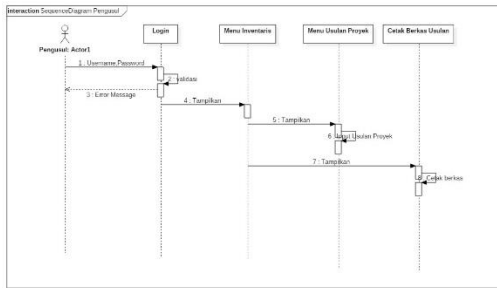 interaction SequenceDiagram Pengusul
Login
Menu Inventaris
Menu Usulan Proyek
Cetak Berkas Usulan
Pengusul: Actor1
1 : Username,Password
2 : validasi
3 : Error Message
4 : Tampilkan
5 : Tampilkan
6 : Input Usulan Proyek
7 : Tampilkan
8 : Cetak berkas